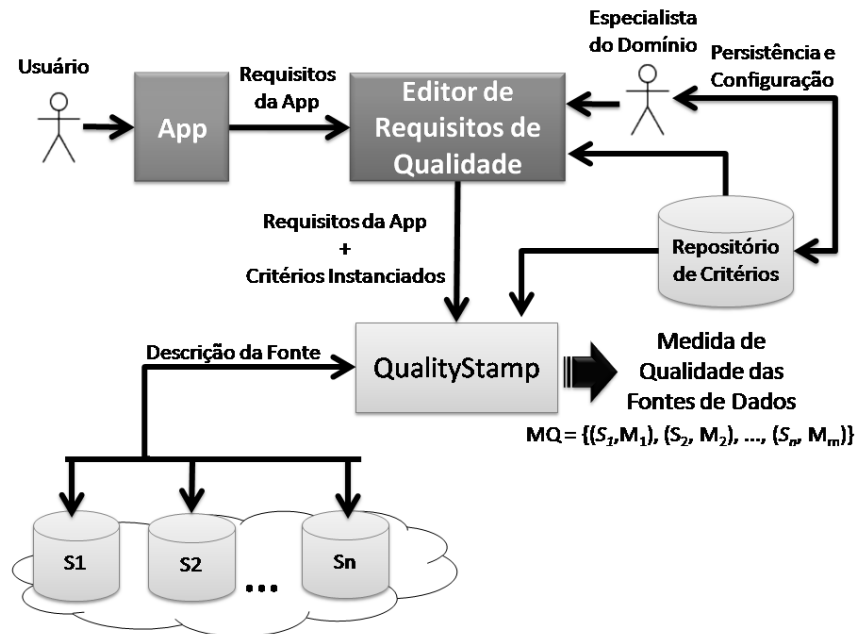 Usuário
App
Requisitos
da App
Editor de
Requisitos de
Qualidade
Especialista
do Domínio
Persistência e
Configuração
Requisitos da App
+
Critérios Instanciados
Repositório
de Critérios
Descrição da Fonte
QualityStamp
Medida de
Qualidade das
Fontes de Dados
MQ = {(S₁,M₁), (S₂, M₂), ..., (Sₙ, Mₘ)}
S1
S2
...
Sn